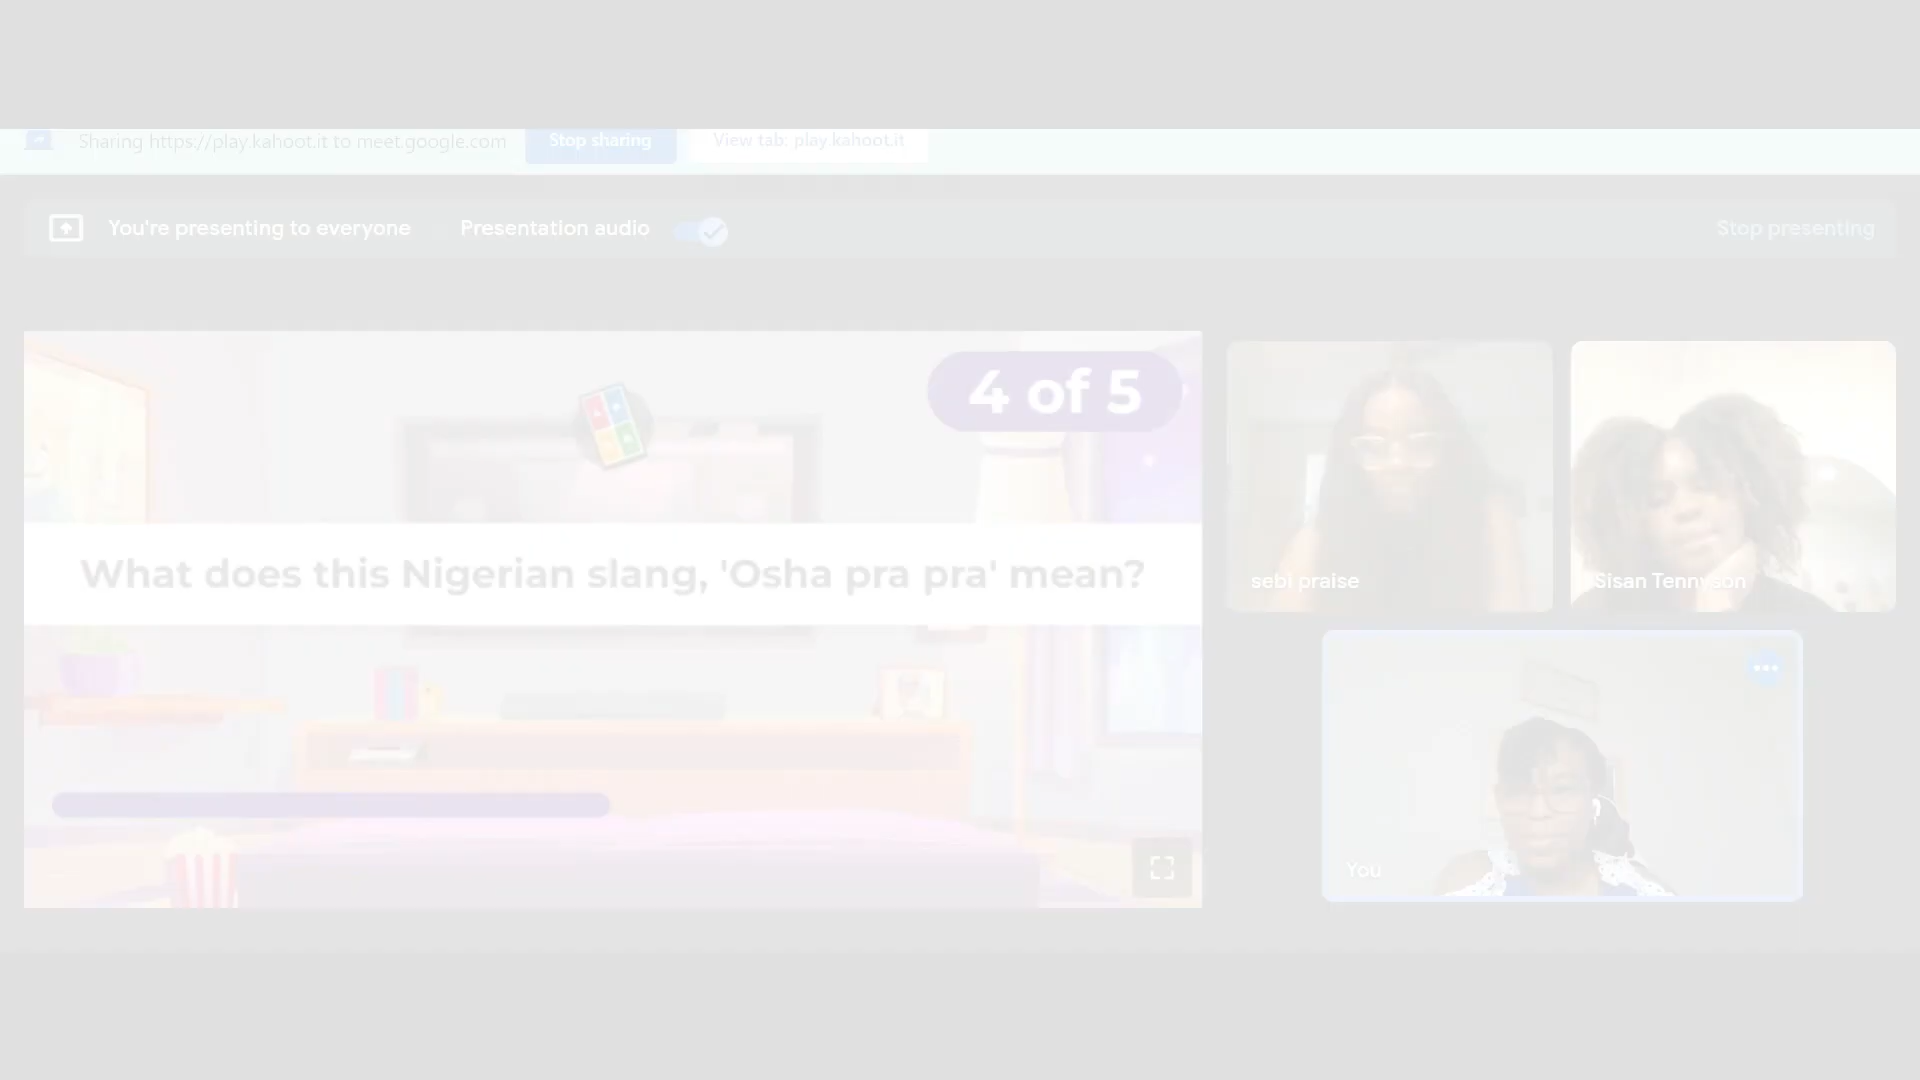 Sharing https://play.kahoot.it to meet.google.com Stop sharing View tab: play.kahoot.it
You're presenting to everyone Presentation audio Stop presenting
4 of 5
What does this Nigerian slang, 'Osha pra pra' mean?
sebi praise
Sisan Tennyson
You